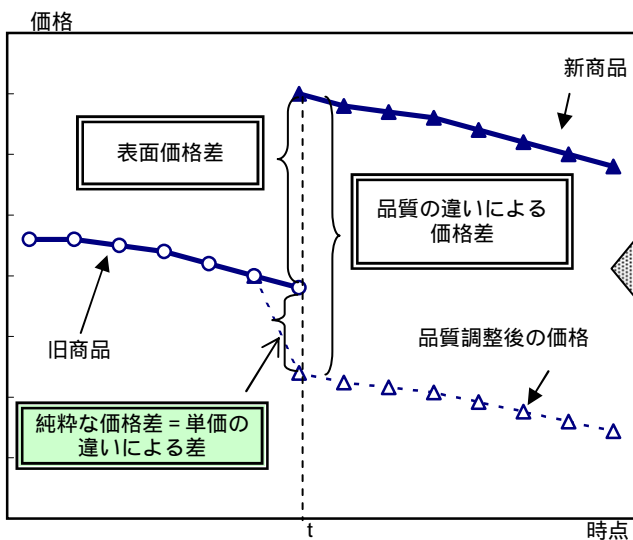 価格
新商品
表面価格差
品質の違いによる
価格差
旧商品
品質調整後の価格
純粋な価格差＝単価の
違いによる差
t
時点